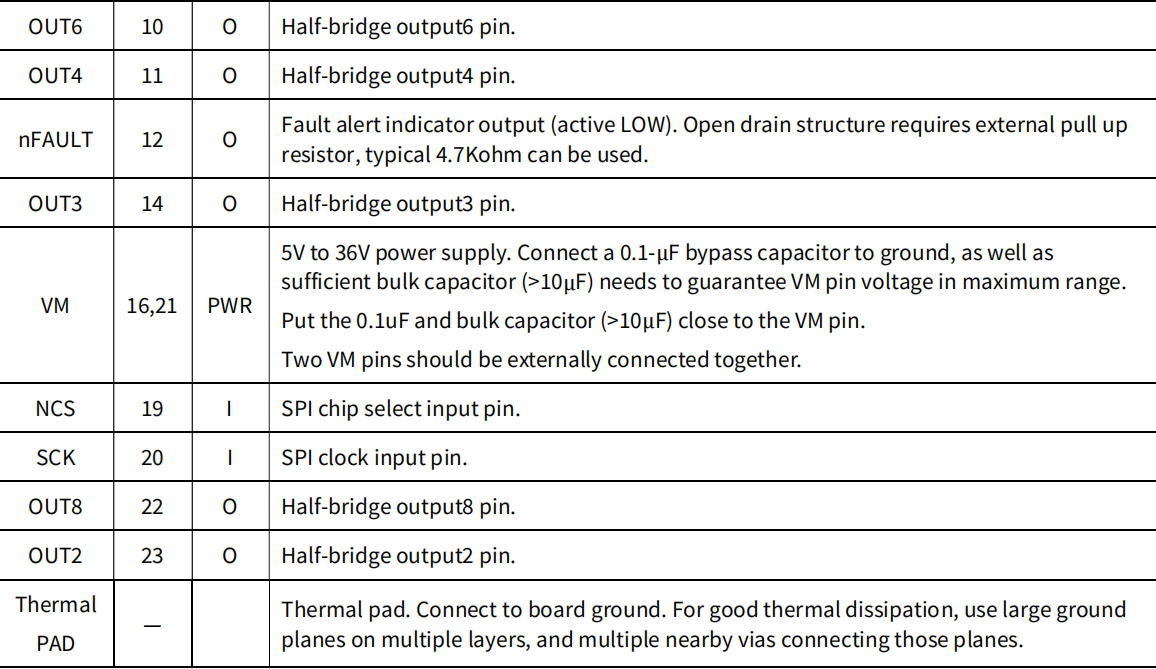 OUT6 10 O Half-bridge output6 pin.
OUT4 11 O Half-bridge output4 pin.
nFAULT 12 O Fault alert indicator output (active LOW). Open drain structure requires external pull up
resistor, typical 4.7Kohm can be used.
OUT3 14 O Half-bridge output3 pin.
VM 16,21 PWR 5V to 36V power supply. Connect a 0.1-μF bypass capacitor to ground, as well as
sufficient bulk capacitor (>10μF) needs to guarantee VM pin voltage in maximum range.
Put the 0.1uF and bulk capacitor (>10μF) close to the VM pin.
Two VM pins should be externally connected together.
NCS 19 I SPI chip select input pin.
SCK 20 I SPI clock input pin.
OUT8 22 O Half-bridge output8 pin.
OUT2 23 O Half-bridge output2 pin.
Thermal
PAD — Thermal pad. Connect to board ground. For good thermal dissipation, use large ground
planes on multiple layers, and multiple nearby vias connecting those planes.